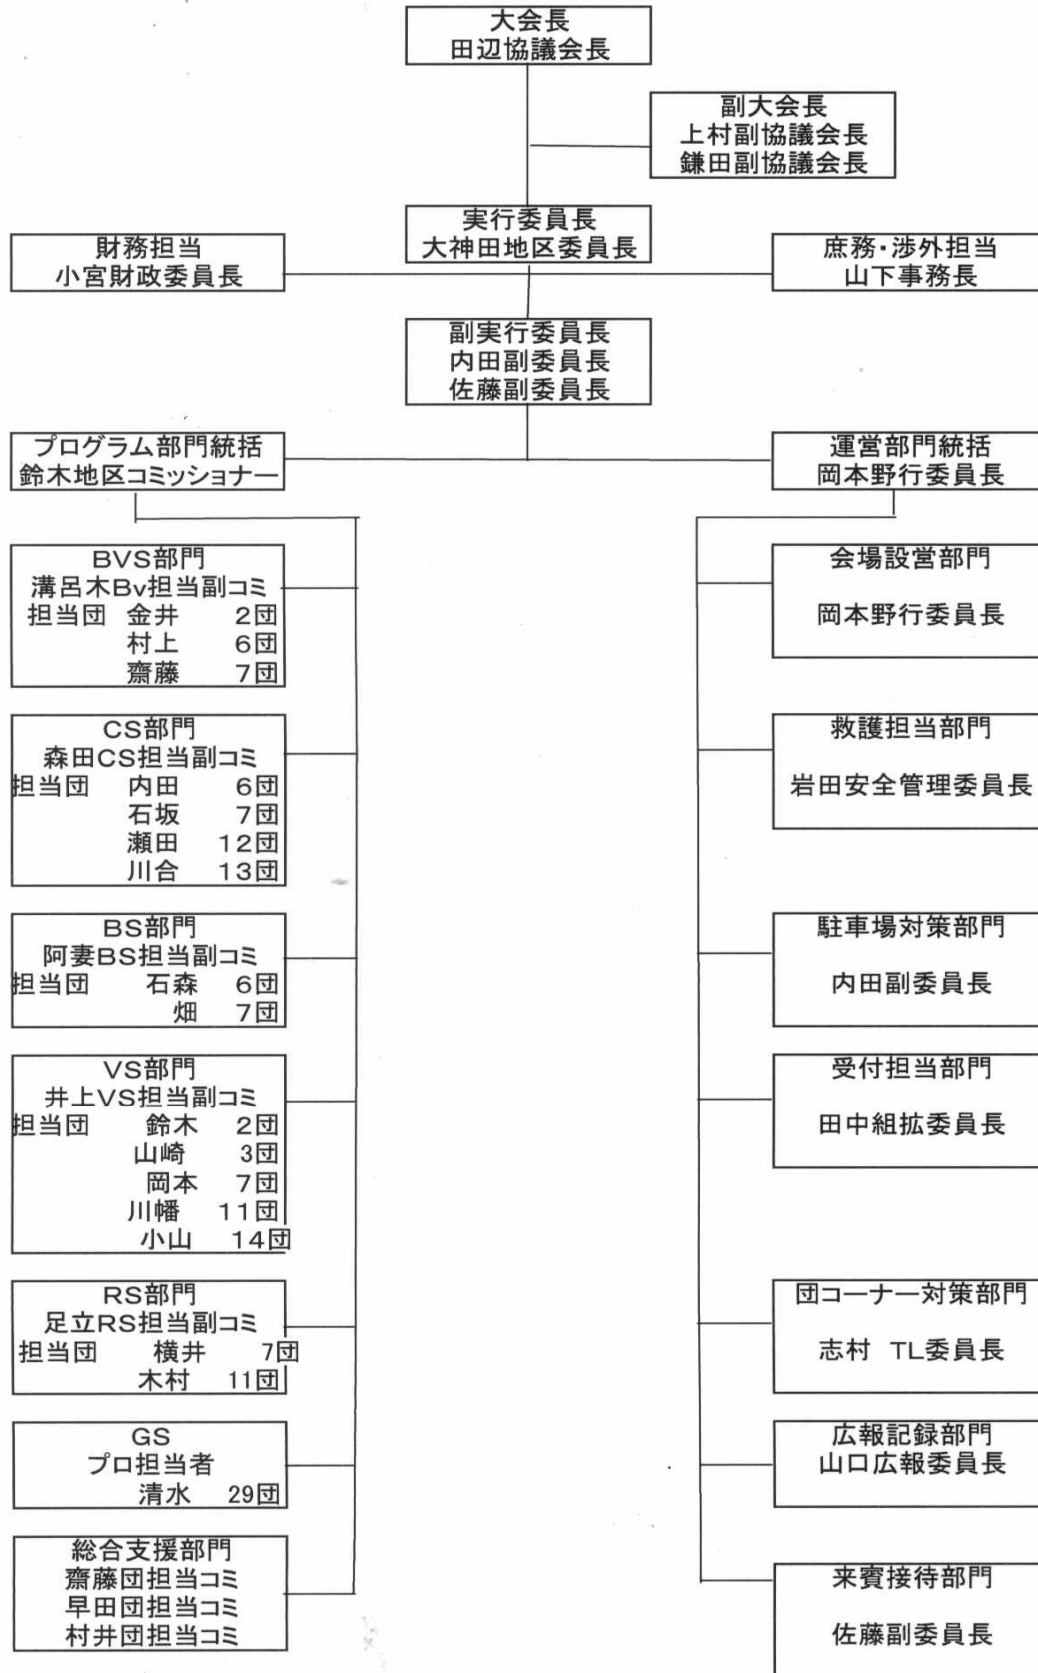 大会長
田辺協議会長
副大会長
上村副協議会長
鎌田副協議会長
実行委員長
大神田地区委員長
財務担当
小宮財政委員長
庶務・渉外担当
山下事務長
副実行委員長
内田副委員長
佐藤副委員長
プログラム部門統括
鈴木地区コミッショナー
運営部門統括
岡本野行委員長
BVS部門
溝呂木Bv担当副コミ
担当団 金井 2団
村上 6団
齋藤 7団
CS部門
森田CS担当副コミ
担当団 内田 6団
石坂 7団
瀬田 12団
川合 13団
BS部門
阿妻BS担当副コミ
担当団 石森 6団
畑 7団
VS部門
井上VS担当副コミ
担当団 鈴木 2団
山崎 3団
岡本 7団
川幡 11団
小山 14団
RS部門
足立RS担当副コミ
担当団 横井 7団
木村 11団
GS
プロ担当者
清水 29団
総合支援部門
齋藤団担当コミ
早田団担当コミ
村井団担当コミ
会場設営部門
岡本野行委員長
救護担当部門
岩田安全管理委員長
駐車場対策部門
内田副委員長
受付担当部門
田中組拡委員長
団コーナー対策部門
志村 TL委員長
広報記録部門
山口広報委員長
来賓接待部門
佐藤副委員長